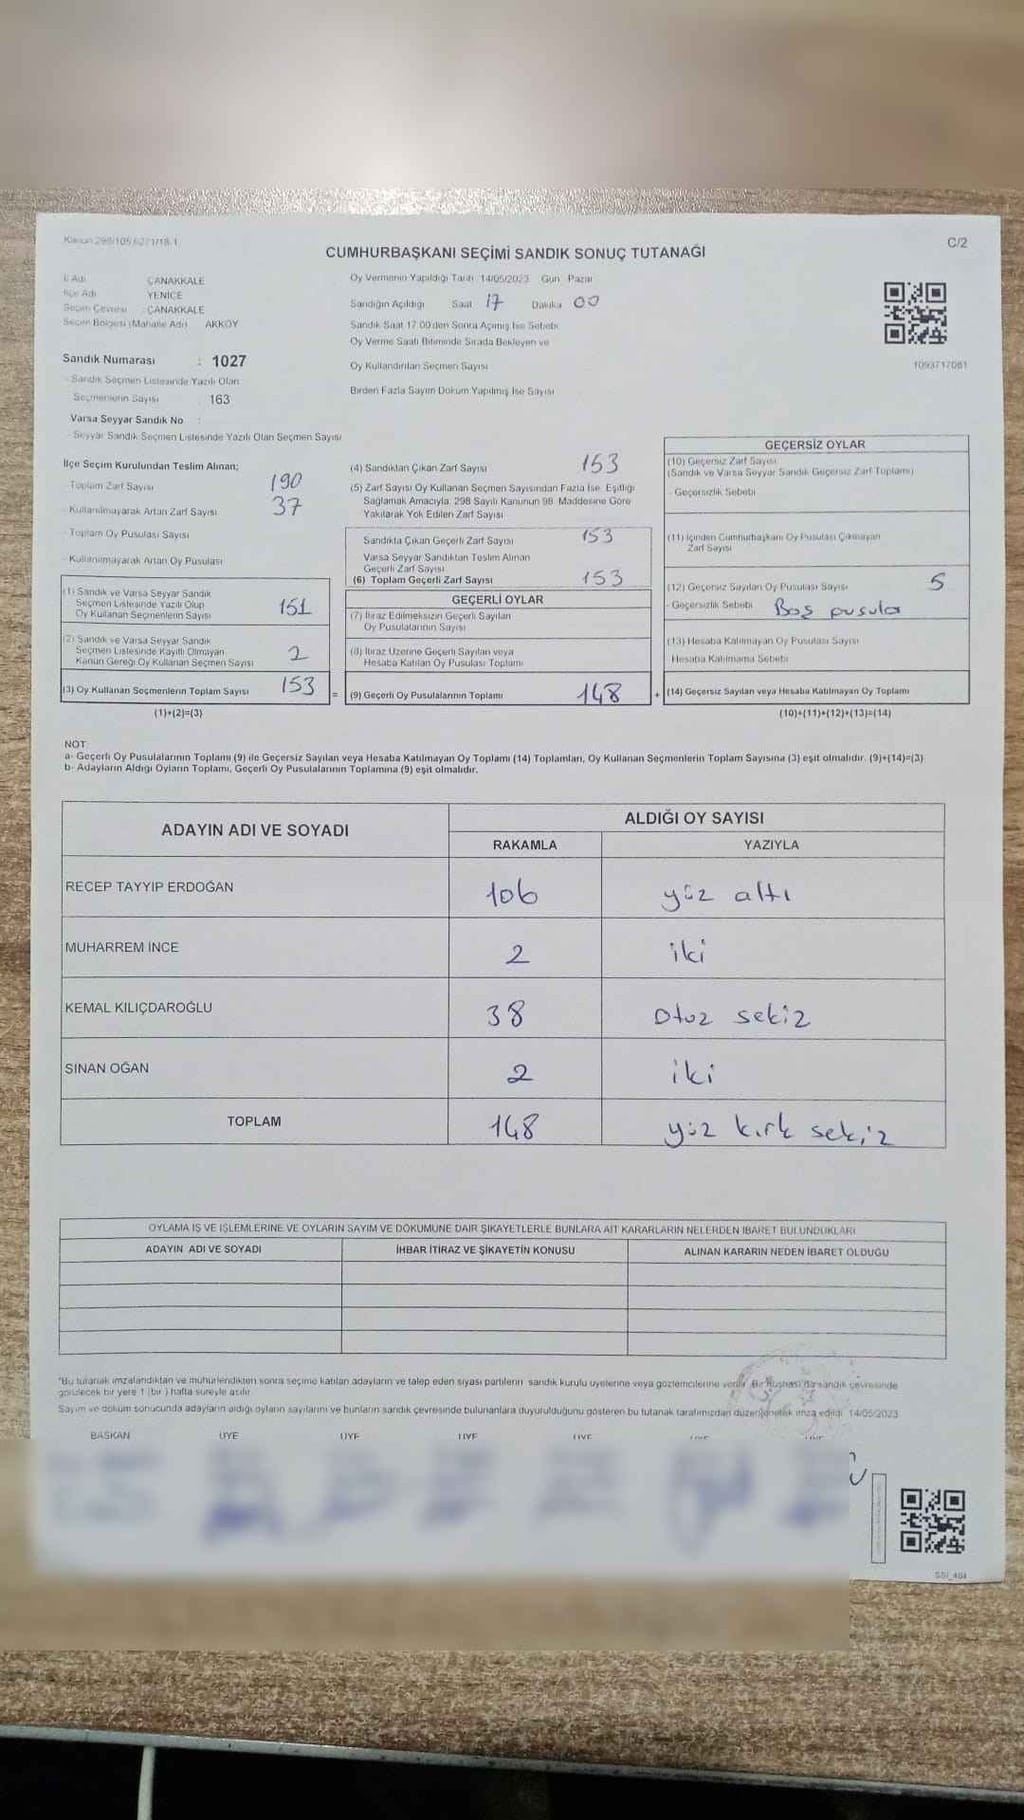 Kanun 298/105, 6271/18.1
C/2
CUMHURBAŞKANI SEÇİMİ SANDIK SONUÇ TUTANAĞI
İl Adı ÇANAKKALE
İlçe Adı YENİCE
Seçim Çevresi ÇANAKKALE
Seçim Bölgesi (Mahalle Adı) AKKÖY
Oy Vermenin Yapıldığı Tarih 14/05/2023 Gün Pazar
Sandığın Açıldığı Saat 17 Dakika 00
Sandık Saat 17.00'den Sonra Açılmış İse Sebebi
Oy Verme Saati Bitiminde Sırada Bekleyen ve
Oy Kullandırılan Seçmen Sayısı
Birden Fazla Sayım Döküm Yapılmış İse Sayısı
1093717081
Sandık Numarası : 1027
- Sandık Seçmen Listesinde Yazılı Olan
Seçmenlerin Sayısı 163
Varsa Seyyar Sandık No :
- Seyyar Sandık Seçmen Listesinde Yazılı Olan Seçmen Sayısı
İlçe Seçim Kurulundan Teslim Alınan;
- Toplam Zarf Sayısı 190
- Kullanılmayarak Artan Zarf Sayısı 37
- Toplam Oy Pusulası Sayısı
- Kullanılmayarak Artan Oy Pusulası
(1) Sandık ve Varsa Seyyar Sandık
Seçmen Listesinde Yazılı Olup
Oy Kullanan Seçmenlerin Sayısı 151
(2) Sandık ve Varsa Seyyar Sandık
Seçmen Listesinde Kayıtlı Olmayan
Kanun Gereği Oy Kullanan Seçmen Sayısı 2
(3) Oy Kullanan Seçmenlerin Toplam Sayısı 153 =
(1)+(2)=(3)
(4) Sandıktan Çıkan Zarf Sayısı 153
(5) Zarf Sayısı Oy Kullanan Seçmen Sayısından Fazla İse, Eşitliği
Sağlamak Amacıyla, 298 Sayılı Kanunun 98. Maddesine Göre
Yakılarak Yok Edilen Zarf Sayısı
Sandıkta Çıkan Geçerli Zarf Sayısı 153
Varsa Seyyar Sandıktan Teslim Alınan
Geçerli Zarf Sayısı
(6) Toplam Geçerli Zarf Sayısı 153
GEÇERLİ OYLAR
(7) İtiraz Edilmeksizin Geçerli Sayılan
Oy Pusulalarının Sayısı
(8) İtiraz Üzerine Geçerli Sayılan veya
Hesaba Katılan Oy Pusulası Toplamı
(9) Geçerli Oy Pusulalarının Toplamı 148 +
GEÇERSİZ OYLAR
(10) Geçersiz Zarf Sayısı
(Sandık ve Varsa Seyyar Sandık Geçersiz Zarf Toplamı)
- Geçersizlik Sebebi
(11) İçinden Cumhurbaşkanı Oy Pusulası Çıkmayan
Zarf Sayısı
(12) Geçersiz Sayılan Oy Pusulası Sayısı 5
- Geçersizlik Sebebi Boş pusula
(13) Hesaba Katılmayan Oy Pusulası Sayısı
Hesaba Katılmama Sebebi
(14) Geçersiz Sayılan veya Hesaba Katılmayan Oy Toplamı
(10)+(11)+(12)+(13)=(14)
NOT
a- Geçerli Oy Pusulalarının Toplamı (9) ile Geçersiz Sayılan veya Hesaba Katılmayan Oy Toplamı (14) Toplamları, Oy Kullanan Seçmenlerin Toplam Sayısına (3) eşit olmalıdır. (9)+(14)=(3)
b- Adayların Aldığı Oyların Toplamı, Geçerli Oy Pusulalarının Toplamına (9) eşit olmalıdır.
ADAYIN ADI VE SOYADI
ALDIĞI OY SAYISI
RAKAMLA YAZIYLA
RECEP TAYYİP ERDOĞAN 106 yüz altı
MUHARREM İNCE 2 iki
KEMAL KILIÇDAROĞLU 38 Otuz sekiz
SİNAN OĞAN 2 iki
TOPLAM 148 yüz kırk sekiz
OYLAMA İŞ VE İŞLEMLERİNE VE OYLARIN SAYIM VE DÖKÜMÜNE DAİR ŞİKAYETLERLE BUNLARA AİT KARARLARIN NELERDEN İBARET BULUNDUKLARI
ADAYIN ADI VE SOYADI İHBAR İTİRAZ VE ŞİKAYETİN KONUSU ALINAN KARARIN NEDEN İBARET OLDUĞU
"Bu tutanak imzalandıktan ve mühürlendikten sonra seçime katılan adayların ve talep eden siyasi partilerin sandık kurulu üyelerine veya gözlemcilerine verilir. Bir nüshası da sandık çevresinde
görülecek bir yere 1 (bir) hafta süreyle asılır.
Sayım ve döküm sonucunda adayların aldığı oyların sayılarını ve bunların sandık çevresinde bulunanlara duyurulduğunu gösteren bu tutanak tarafımızdan düzenlenerek imza edildi. 14/05/2023
BAŞKAN ÜYE ÜYE ÜYE ÜYE ÜYE ÜYE